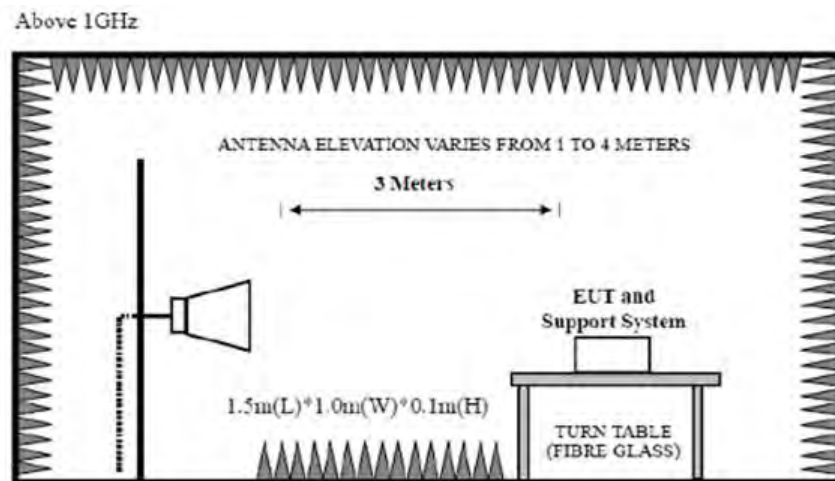 Above 1GHz
ANTENNA ELEVATION VARIES FROM 1 TO 4 METERS
3 Meters
EUT and
Support System
1.5m(L)*1.0m(W)*0.1m(H)
TURN TABLE
(FIBRE GLASS)